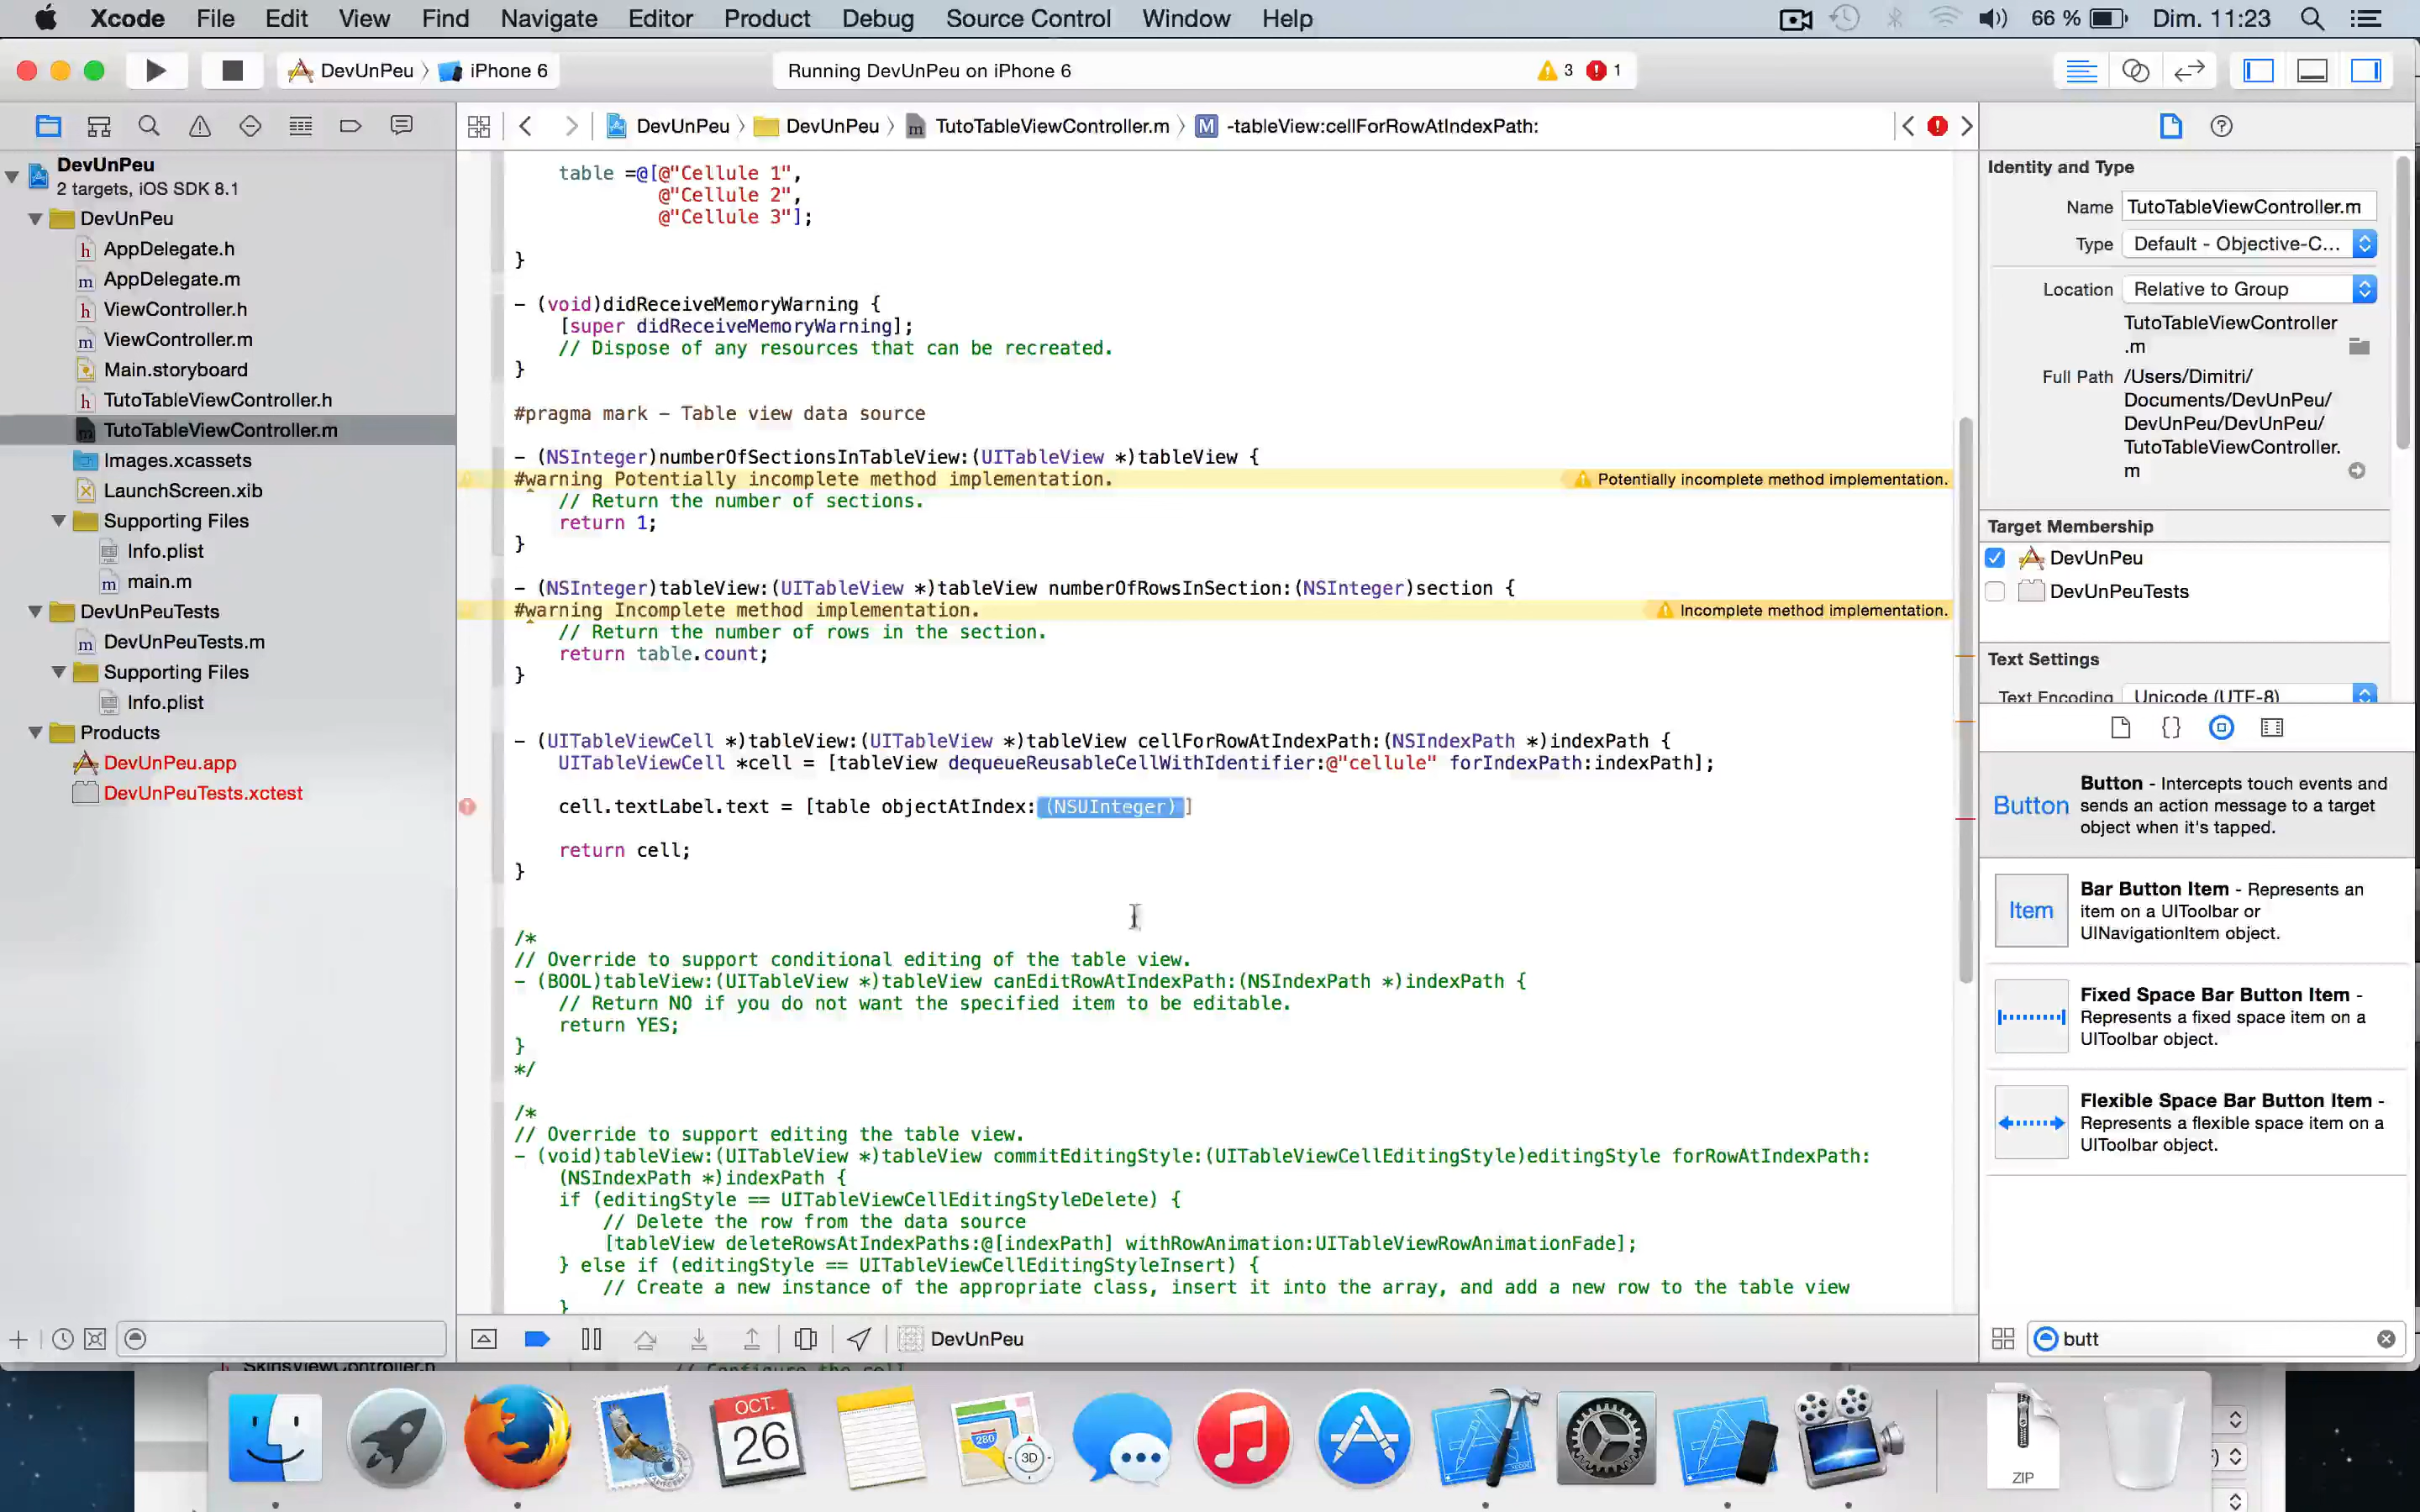 Xcode File Edit View Find Navigate Editor Product Debug Source Control Window Help 66 % Dim. 11:23
DevUnPeu iPhone 6
Running DevUnPeu on iPhone 6
3 1
DevUnPeu DevUnPeu TutoTableViewController.m M -tableView:cellForRowAtIndexPath:
DevUnPeu
2 targets, iOS SDK 8.1
DevUnPeu
h AppDelegate.h
m AppDelegate.m
h ViewController.h
m ViewController.m
Main.storyboard
h TutoTableViewController.h
m TutoTableViewController.m
Images.xcassets
LaunchScreen.xib
Supporting Files
Info.plist
m main.m
DevUnPeuTests
m DevUnPeuTests.m
Supporting Files
Info.plist
Products
DevUnPeu.app
DevUnPeuTests.xctest
table =@[@"Cellule 1",
@"Cellule 2",
@"Cellule 3"];
}
- (void)didReceiveMemoryWarning {
[super didReceiveMemoryWarning];
// Dispose of any resources that can be recreated.
}
#pragma mark - Table view data source
- (NSInteger)numberOfSectionsInTableView:(UITableView *)tableView {
#warning Potentially incomplete method implementation.
Potentially incomplete method implementation.
// Return the number of sections.
return 1;
}
- (NSInteger)tableView:(UITableView *)tableView numberOfRowsInSection:(NSInteger)section {
#warning Incomplete method implementation.
Incomplete method implementation.
// Return the number of rows in the section.
return table.count;
}
- (UITableViewCell *)tableView:(UITableView *)tableView cellForRowAtIndexPath:(NSIndexPath *)indexPath {
UITableViewCell *cell = [tableView dequeueReusableCellWithIdentifier:@"cellule" forIndexPath:indexPath];
cell.textLabel.text = [table objectAtIndex:(NSUInteger)]
return cell;
}
/*
// Override to support conditional editing of the table view.
- (BOOL)tableView:(UITableView *)tableView canEditRowAtIndexPath:(NSIndexPath *)indexPath {
// Return NO if you do not want the specified item to be editable.
return YES;
}
*/
/*
// Override to support editing the table view.
- (void)tableView:(UITableView *)tableView commitEditingStyle:(UITableViewCellEditingStyle)editingStyle forRowAtIndexPath:
(NSIndexPath *)indexPath {
if (editingStyle == UITableViewCellEditingStyleDelete) {
// Delete the row from the data source
[tableView deleteRowsAtIndexPaths:@[indexPath] withRowAnimation:UITableViewRowAnimationFade];
} else if (editingStyle == UITableViewCellEditingStyleInsert) {
// Create a new instance of the appropriate class, insert it into the array, and add a new row to the table view
}
DevUnPeu
Identity and Type
Name TutoTableViewController.m
Type Default - Objective-C...
Location Relative to Group
TutoTableViewController
.m
Full Path /Users/Dimitri/
Documents/DevUnPeu/
DevUnPeu/DevUnPeu/
TutoTableViewController.
m
Target Membership
DevUnPeu
DevUnPeuTests
Text Settings
Text Encoding Unicode (UTF-8)
Button
Button - Intercepts touch events and
sends an action message to a target
object when it's tapped.
Item
Bar Button Item - Represents an
item on a UIToolbar or
UINavigationItem object.
Fixed Space Bar Button Item -
Represents a fixed space item on a
UIToolbar object.
Flexible Space Bar Button Item -
Represents a flexible space item on a
UIToolbar object.
butt
SkinsViewController.h
// Configure the cell
OCT.
26
280
3D
ZIP